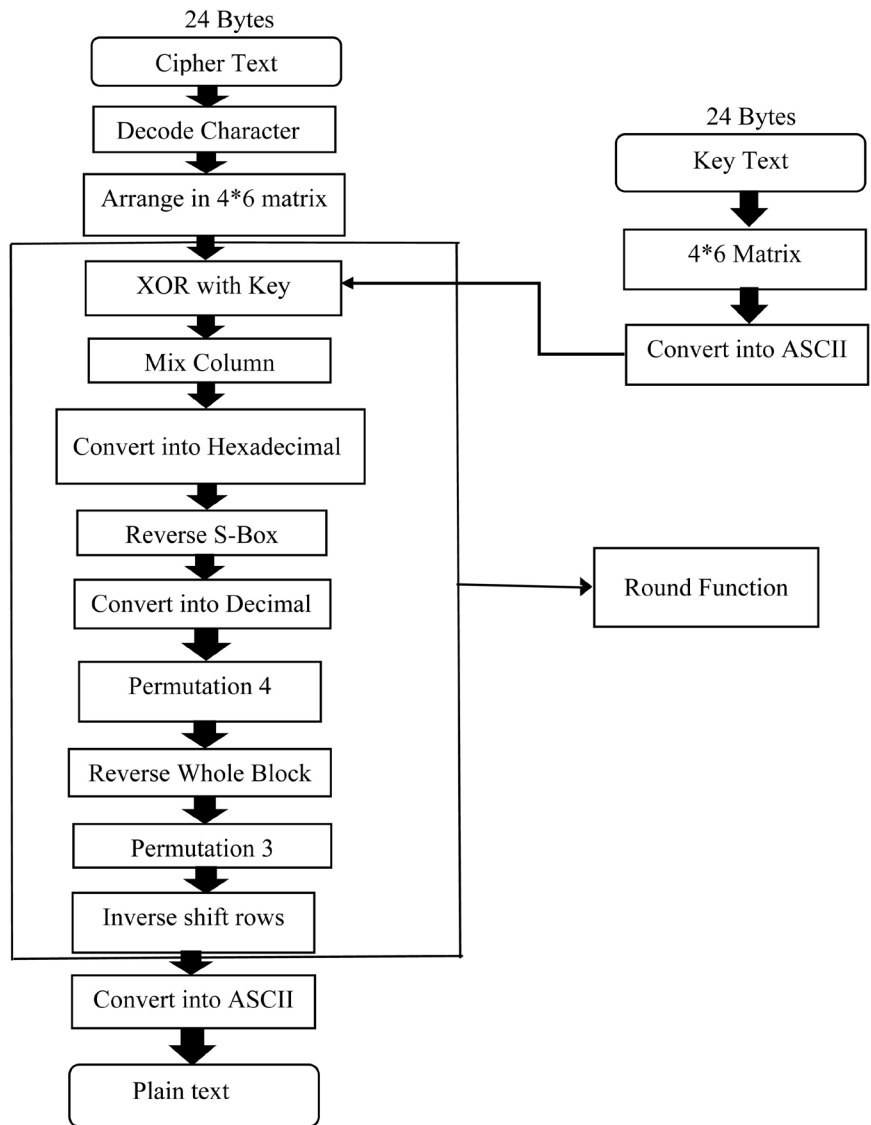 24 Bytes
Cipher Text
Decode Character
Arrange in 4*6 matrix
XOR with Key
Mix Column
Convert into Hexadecimal
Reverse S-Box
Convert into Decimal
Permutation 4
Reverse Whole Block
Permutation 3
Inverse shift rows
Convert into ASCII
Plain text
24 Bytes
Key Text
4*6 Matrix
Convert into ASCII
Round Function